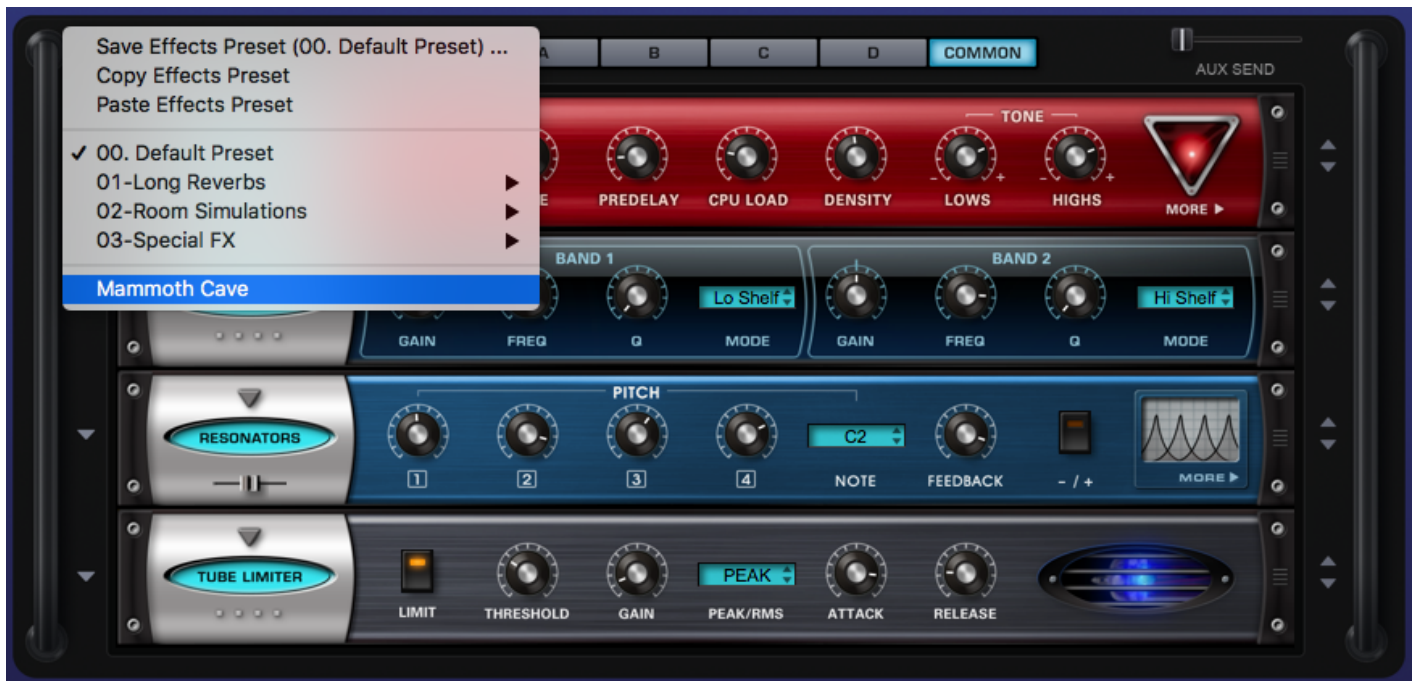 Save Effects Preset (00. Default Preset) ...
Copy Effects Preset
Paste Effects Preset
✓ 00. Default Preset
01-Long Reverbs
02-Room Simulations
03-Special FX
Mammoth Cave
A B C D COMMON
AUX SEND
TONE
PREDELAY CPU LOAD DENSITY - LOWS + - HIGHS + MORE
BAND 1 BAND 2
Lo Shelf Hi Shelf
GAIN FREQ Q MODE GAIN FREQ Q MODE
PITCH
RESONATORS C2
1 2 3 4 NOTE FEEDBACK - / + MORE
TUBE LIMITER PEAK
LIMIT THRESHOLD GAIN PEAK/RMS ATTACK RELEASE